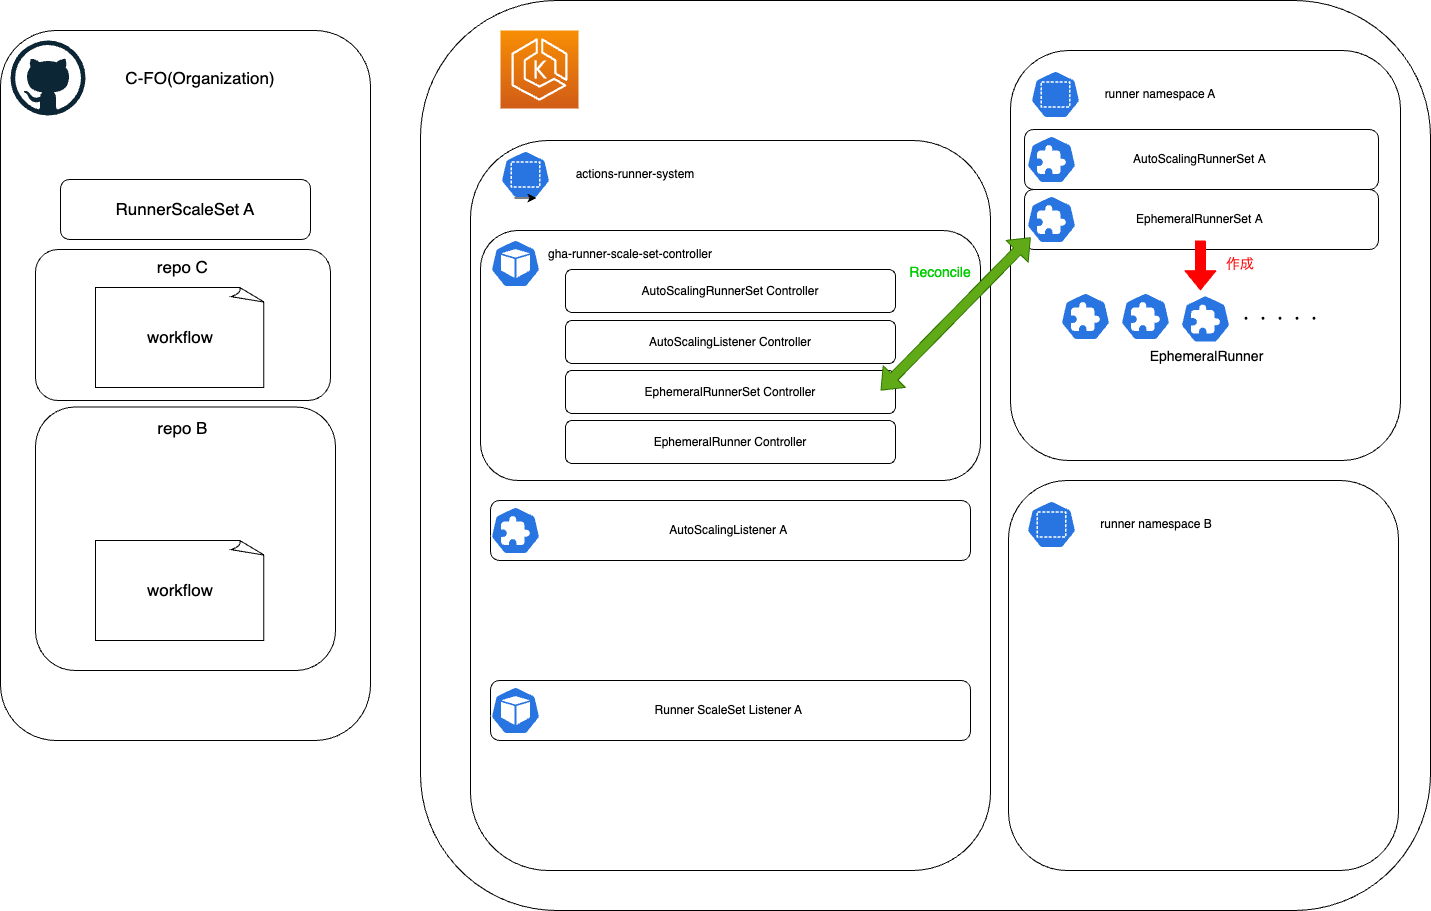 C-FO(Organization)
RunnerScaleSet A
repo C
workflow
repo B
workflow
K
actions-runner-system
gha-runner-scale-set-controller
AutoScalingRunnerSet Controller
AutoScalingListener Controller
EphemeralRunnerSet Controller
EphemeralRunner Controller
Reconcile
AutoScalingListener A
Runner ScaleSet Listener A
runner namespace A
AutoScalingRunnerSet A
EphemeralRunnerSet A
作成
・・・・・
EphemeralRunner
runner namespace B